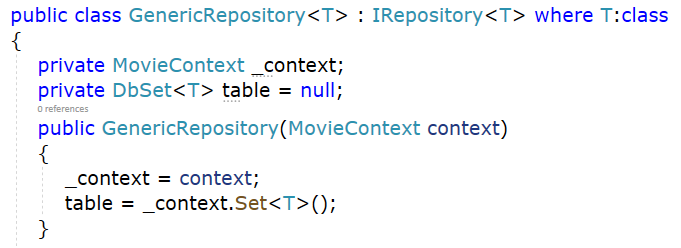 public class GenericRepository<T> : IRepository<T> where T:class
{
private MovieContext _context;
private DbSet<T> table = null;
0 references
public GenericRepository(MovieContext context)
{
_context = context;
table = _context.Set<T>();
}